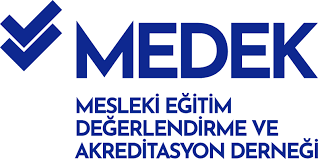 MEDEK
MESLEKİ EĞİTİM
DEĞERLENDİRME VE
AKREDİTASYON DERNEĞİ